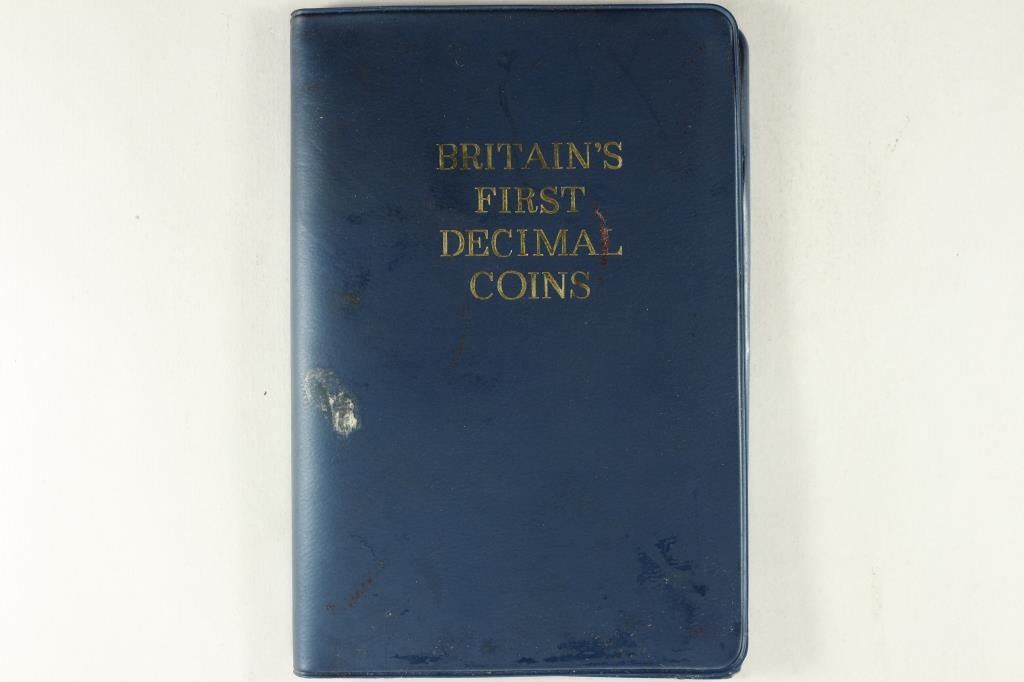 BRITAIN'S
FIRST
DECIMAL
COINS